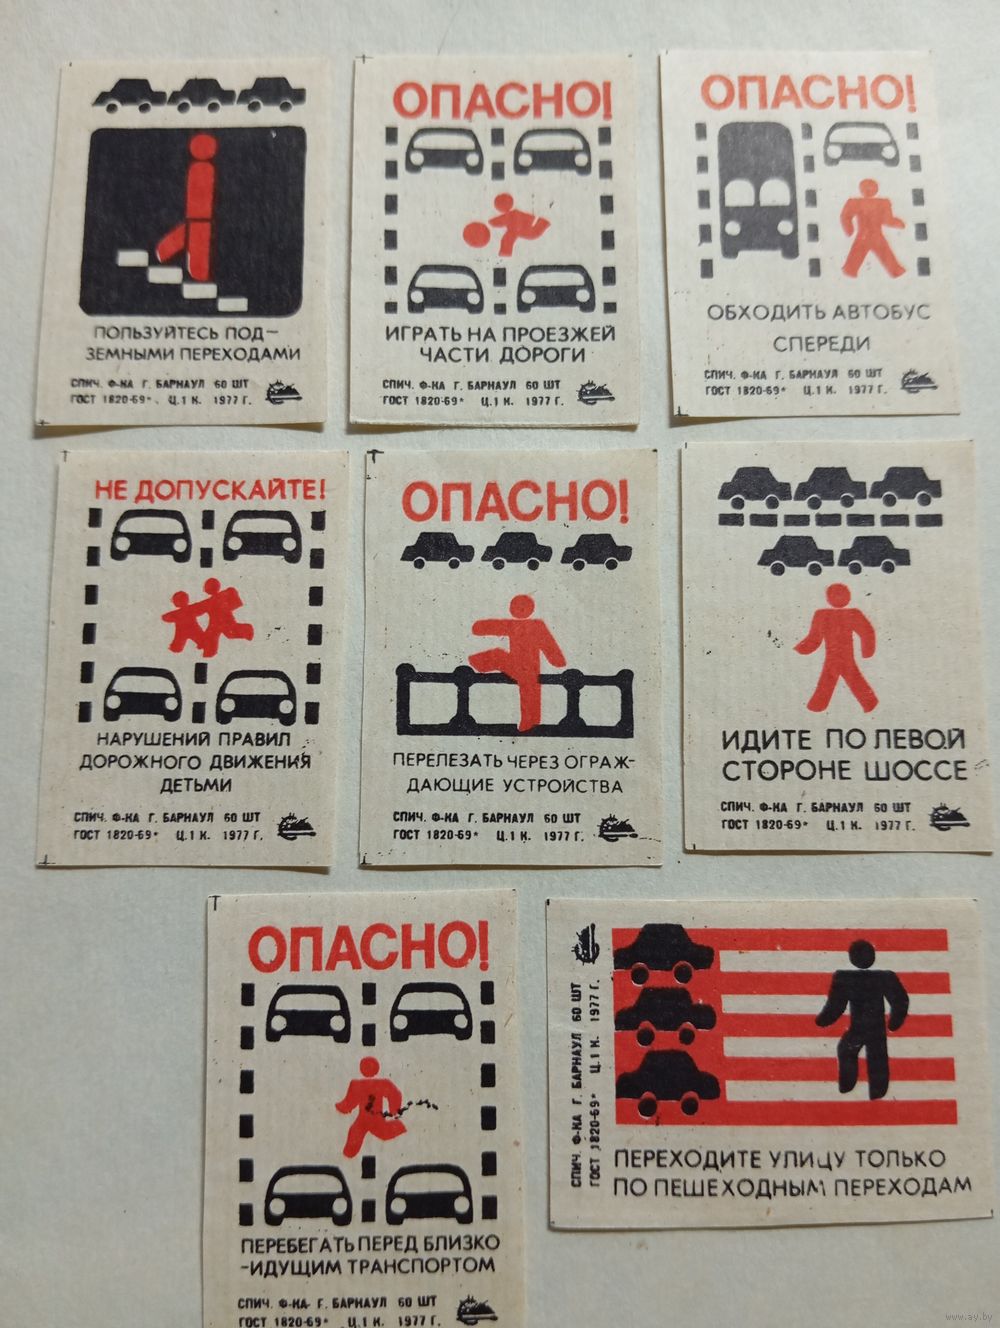 ПОЛЬЗУЙТЕСЬ ПОД-
ЗЕМНЫМИ ПЕРЕХОДАМИ
СПИЧ. Ф-КА Г. БАРНАУЛ 60 ШТ
ГОСТ 1820-69* Ц.1 К. 1977 Г.
ОПАСНО!
ИГРАТЬ НА ПРОЕЗЖЕЙ
ЧАСТИ ДОРОГИ
СПИЧ. Ф-КА Г. БАРНАУЛ 60 ШТ
ГОСТ 1820-69* Ц.1 К. 1977 Г.
ОПАСНО!
ОБХОДИТЬ АВТОБУС
СПЕРЕДИ
СПИЧ. Ф-КА Г. БАРНАУЛ 60 ШТ
ГОСТ 1820-69* Ц.1 К. 1977 Г.
НЕ ДОПУСКАЙТЕ!
НАРУШЕНИЙ ПРАВИЛ
ДОРОЖНОГО ДВИЖЕНИЯ
ДЕТЬМИ
СПИЧ. Ф-КА Г. БАРНАУЛ 60 ШТ
ГОСТ 1820-69* Ц.1 К. 1977 Г.
ОПАСНО!
ПЕРЕЛЕЗАТЬ ЧЕРЕЗ ОГРАЖ-
ДАЮЩИЕ УСТРОЙСТВА
СПИЧ. Ф-КА Г. БАРНАУЛ 60 ШТ
ГОСТ 1820-69* Ц.1 К. 1977 Г.
ИДИТЕ ПО ЛЕВОЙ
СТОРОНЕ ШОССЕ
СПИЧ. Ф-КА Г. БАРНАУЛ 60 ШТ
ГОСТ 1820-69* Ц.1 К. 1977 Г.
ОПАСНО!
ПЕРЕБЕГАТЬ ПЕРЕД БЛИЗКО
-ИДУЩИМ ТРАНСПОРТОМ
СПИЧ. Ф-КА Г. БАРНАУЛ 60 ШТ
ГОСТ 1820-69* Ц.1 К. 1977 Г.
СПИЧ. Ф-КА Г. БАРНАУЛ 60 ШТ
ГОСТ 1820-69* Ц.1 К. 1977 Г.
ПЕРЕХОДИТЕ УЛИЦУ ТОЛЬКО
ПО ПЕШЕХОДНЫМ ПЕРЕХОДАМ
www.ay.by